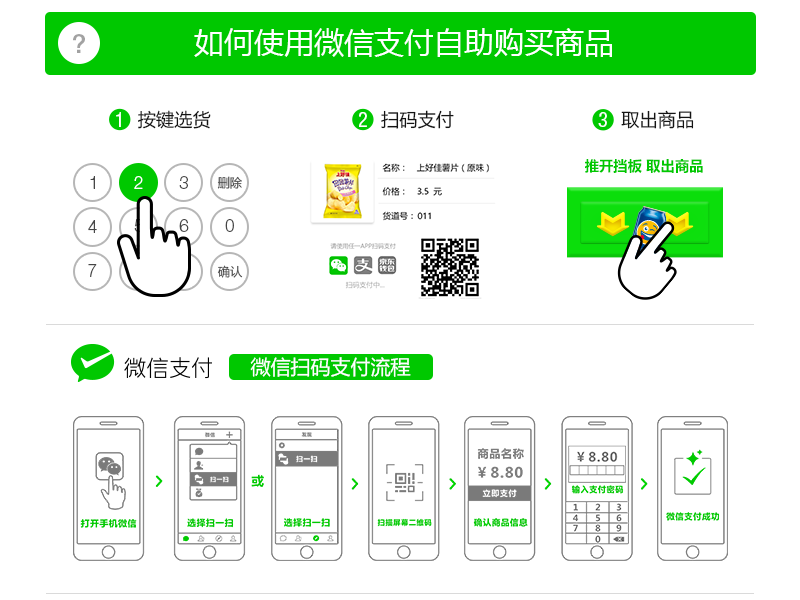 ? 如何使用微信支付自助购买商品
1 按键选货
2 扫码支付
3 取出商品
1 2 3 删除
4 5 6 0
7 确认
上好佳
名称： 上好佳薯片（原味）
价格： 3.5 元
货道号：011
请使用任一APP扫码支付
支 京东钱包
扫码支付中...
推开挡板 取出商品
微信支付 微信扫码支付流程
打开手机微信
微信 +
扫一扫
选择扫一扫
或
发现
扫一扫
选择扫一扫
扫描屏幕二维码
商品名称
¥ 8.80
立即支付
确认商品信息
¥ 8.80
输入支付密码
1 2 3
4 5 6
7 8 9
0
微信支付成功